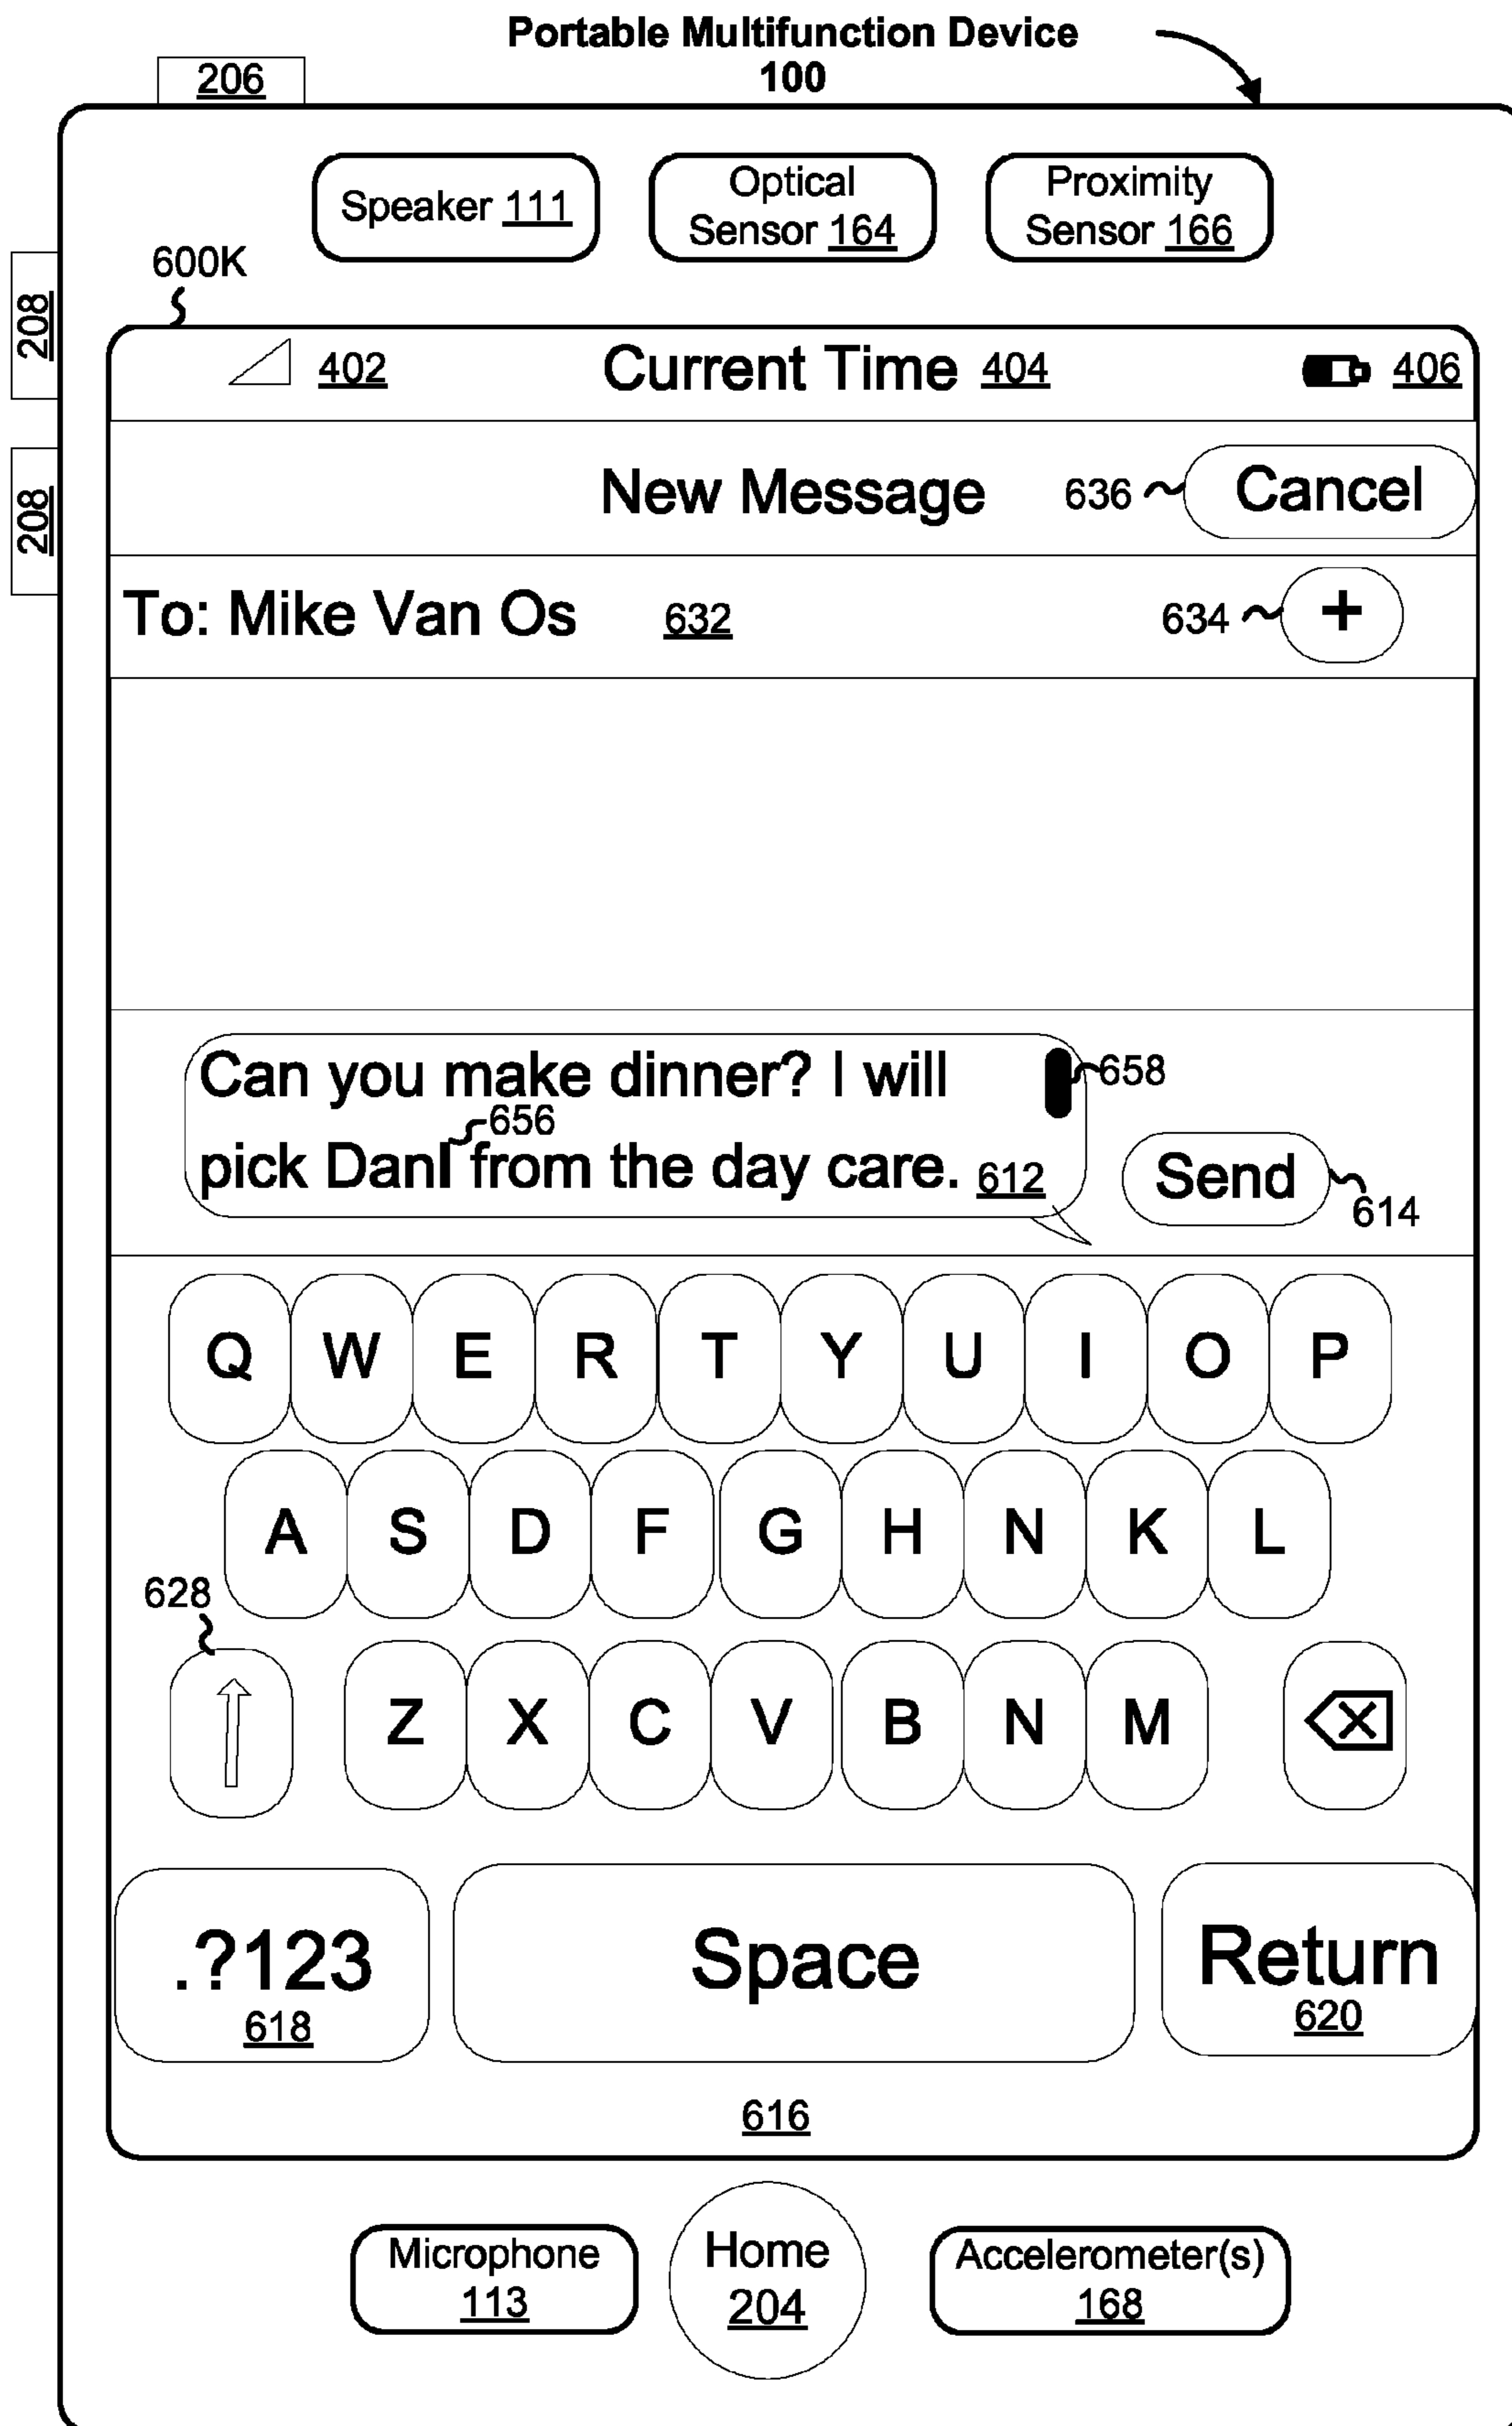 Portable Multifunction Device
100
206
Speaker 111
Optical
Sensor 164
Proximity
Sensor 166
600K
208
208
402
Current Time 404
406
New Message
636
Cancel
To: Mike Van Os
632
634
+
Can you make dinner? I will
658
656
pick Dan from the day care. 612
Send
614
Q W E R T Y U I O P
A S D F G H N K L
628
Z X C V B N M
.?123
618
Space
Return
620
616
Microphone
113
Home
204
Accelerometer(s)
168